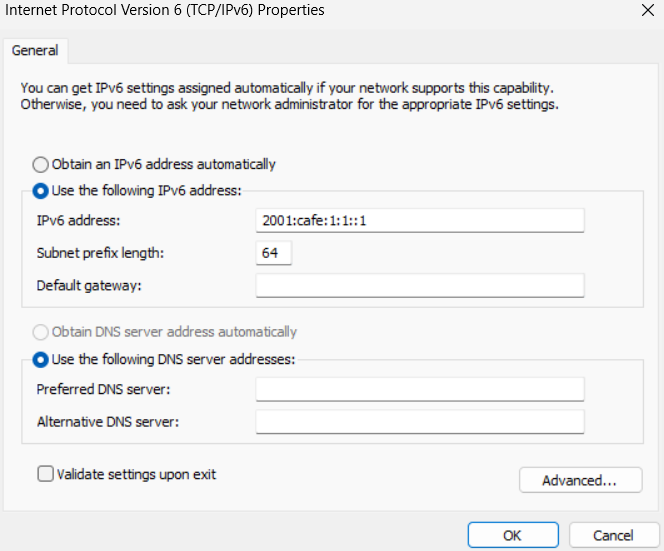 Internet Protocol Version 6 (TCP/IPv6) Properties
General
You can get IPv6 settings assigned automatically if your network supports this capability.
Otherwise, you need to ask your network administrator for the appropriate IPv6 settings.
Obtain an IPv6 address automatically
Use the following IPv6 address:
IPv6 address: 2001:cafe:1:1::1
Subnet prefix length: 64
Default gateway:
Obtain DNS server address automatically
Use the following DNS server addresses:
Preferred DNS server:
Alternative DNS server:
Validate settings upon exit
Advanced...
OK Cancel